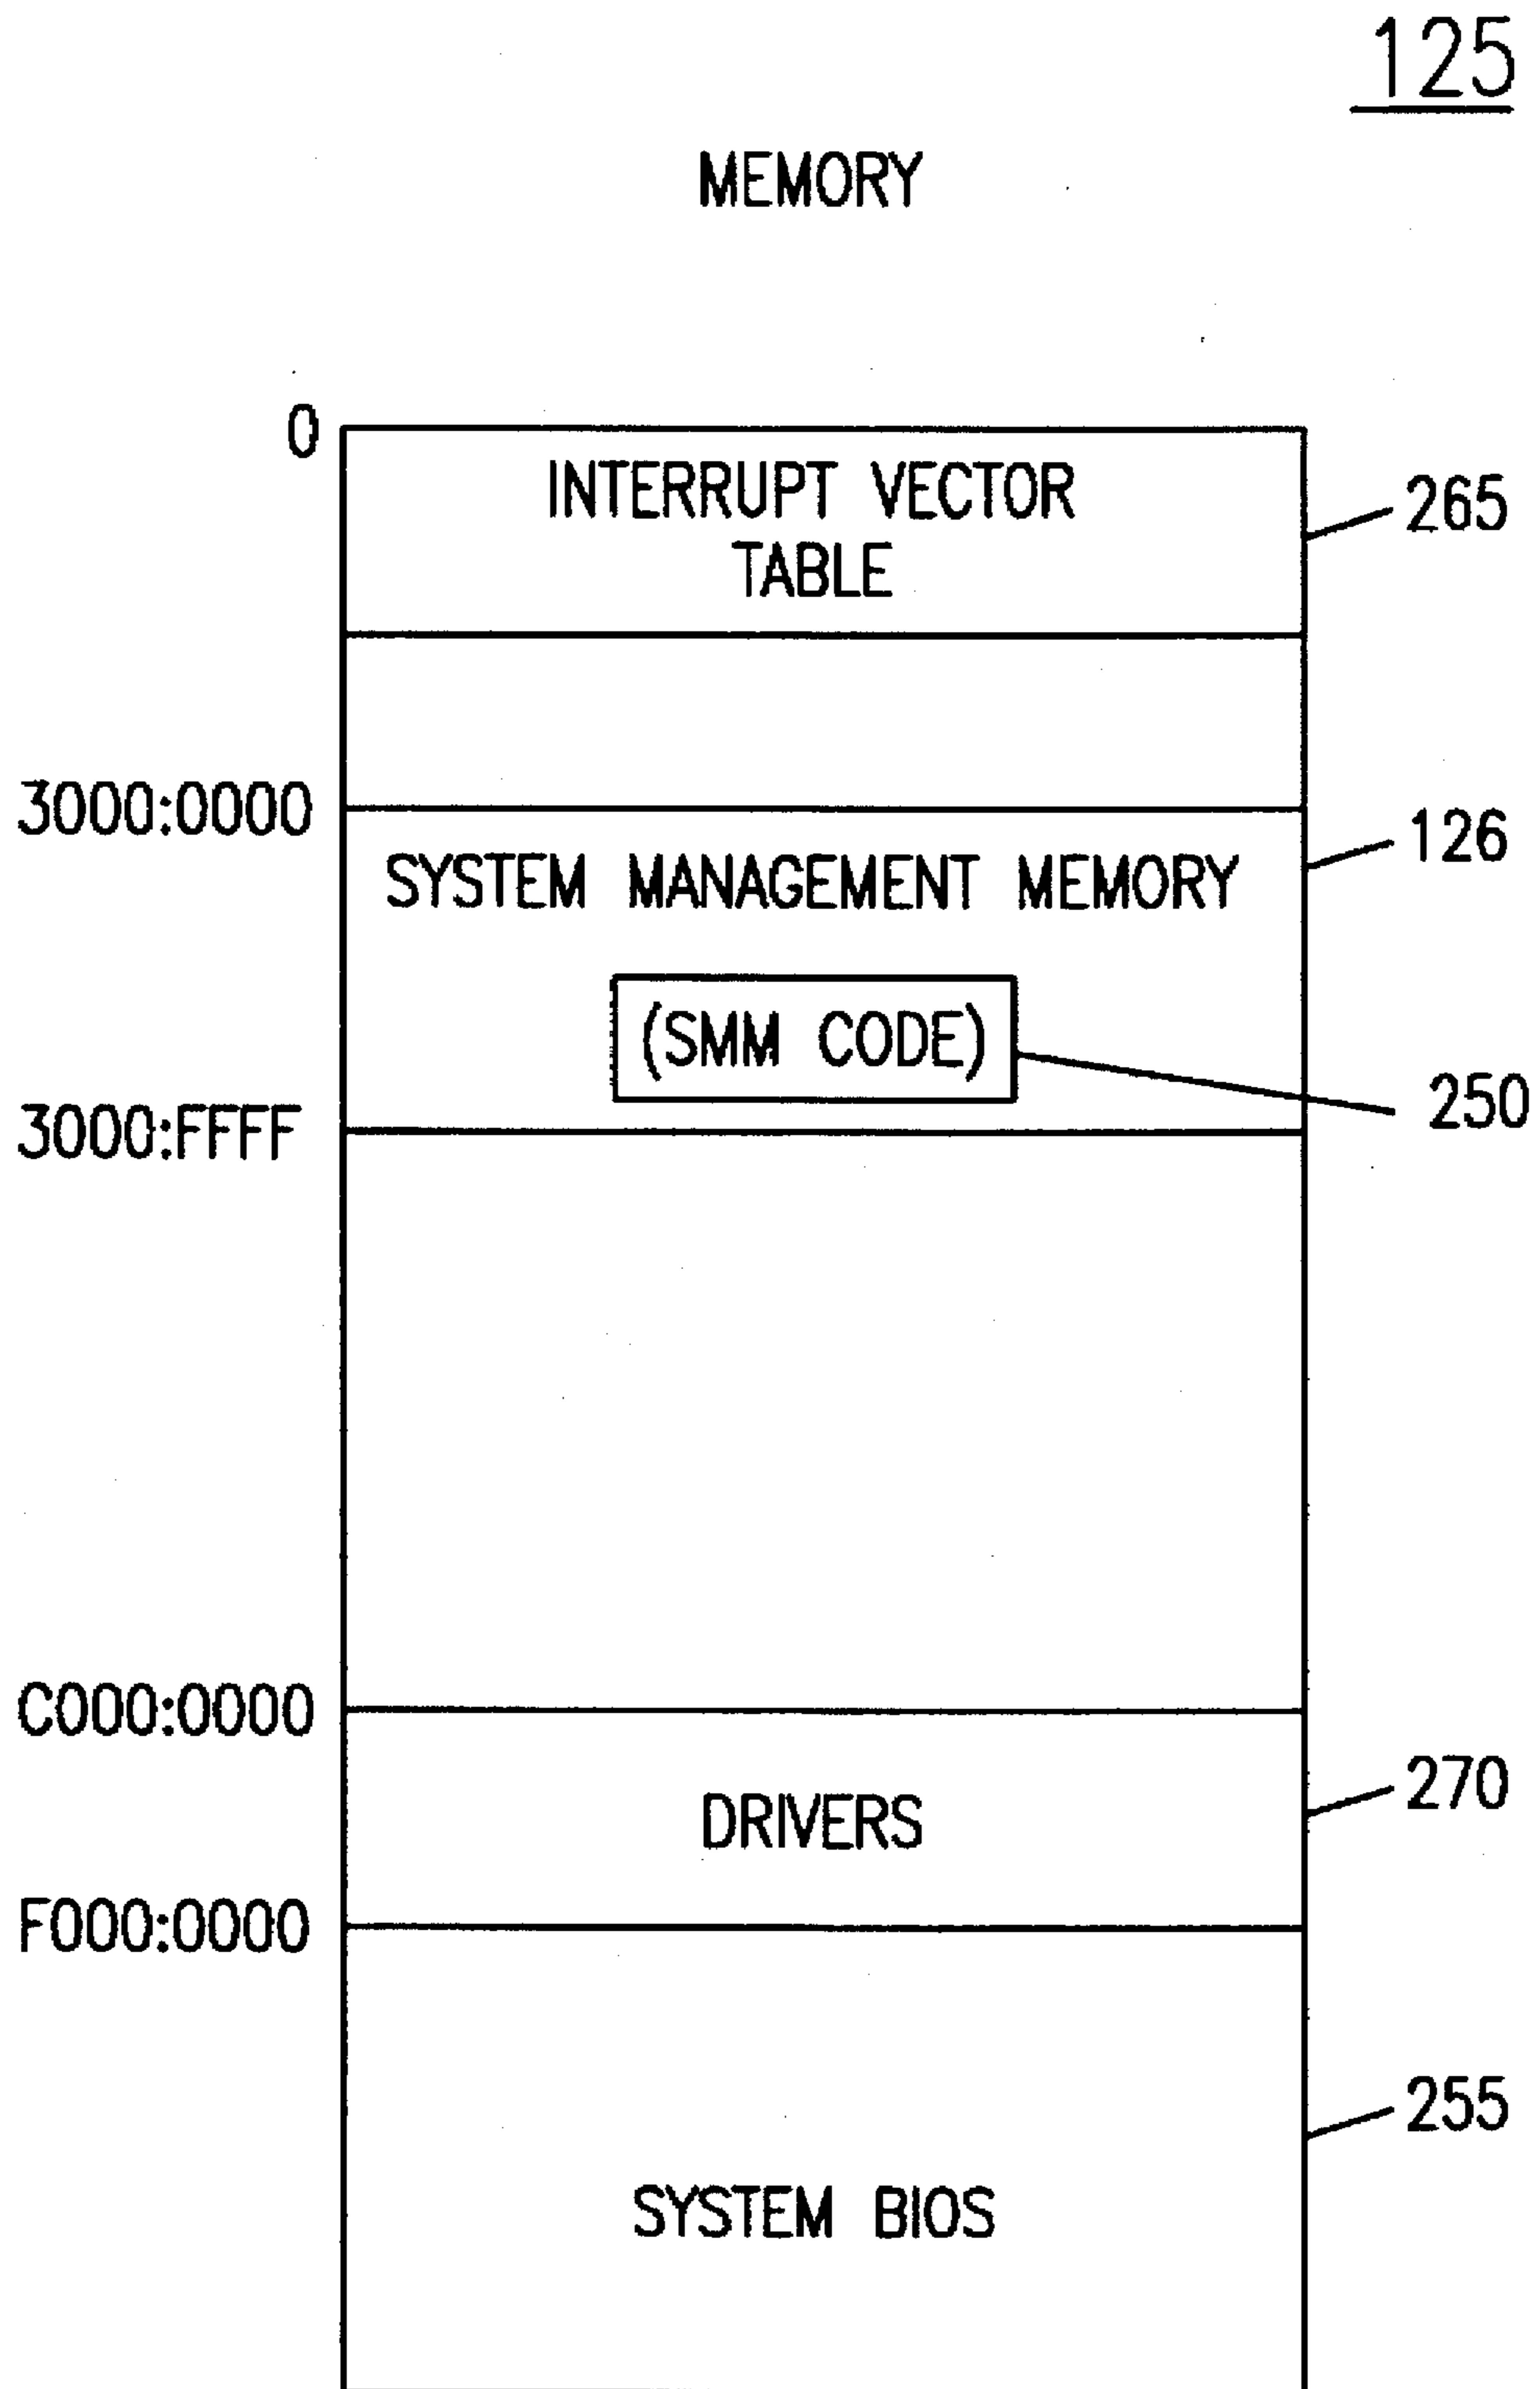 125
MEMORY
0
INTERRUPT VECTOR
TABLE
265
3000:0000
126
SYSTEM MANAGEMENT MEMORY
(SMM CODE)
250
3000:FFFF
C000:0000
270
DRIVERS
F000:0000
255
SYSTEM BIOS